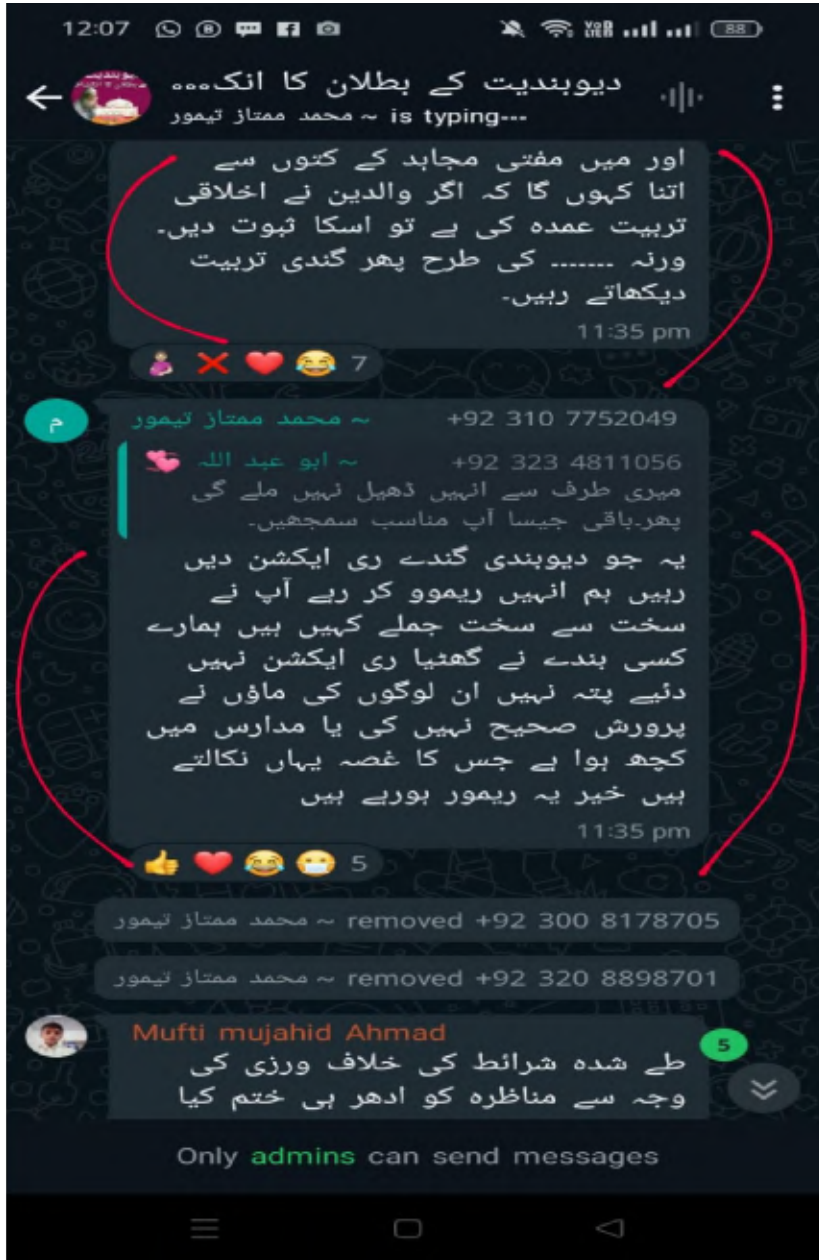 12:07
88
دیوبندیت کے بطلان کا انک...
~ محمد ممتاز تیمور is typing...
اور میں مفتی مجاہد کے کتوں سے
اتنا کہوں گا کہ اگر والدین نے اخلاقی
تربیت عمدہ کی ہے تو اسکا ثبوت دیں۔
ورنہ ....... کی طرح پھر گندی تربیت
دیکھاتے رہیں۔
11:35 pm
7
م
~ محمد ممتاز تیمور +92 310 7752049
~ ابو عبد اللہ +92 323 4811056
میری طرف سے انہیں ڈھیل نہیں ملے گی
پھر۔باقی جیسا آپ مناسب سمجھیں۔
یہ جو دیوبندی گندے ری ایکشن دیں
رہیں ہم انہیں ریموو کر رہے آپ نے
سخت سے سخت جملے کہیں ہیں ہمارے
کسی بندے نے گھٹیا ری ایکشن نہیں
دئیے پتہ نہیں ان لوگوں کی ماؤں نے
پرورش صحیح نہیں کی یا مدارس میں
کچھ ہوا ہے جس کا غصہ یہاں نکالتے
ہیں خیر یہ ریمور ہورہے ہیں
11:35 pm
5
~ محمد ممتاز تیمور removed +92 300 8178705
~ محمد ممتاز تیمور removed +92 320 8898701
Mufti mujahid Ahmad
5
طے شدہ شرائط کی خلاف ورزی کی
وجہ سے مناظرہ کو ادھر ہی ختم کیا
Only admins can send messages